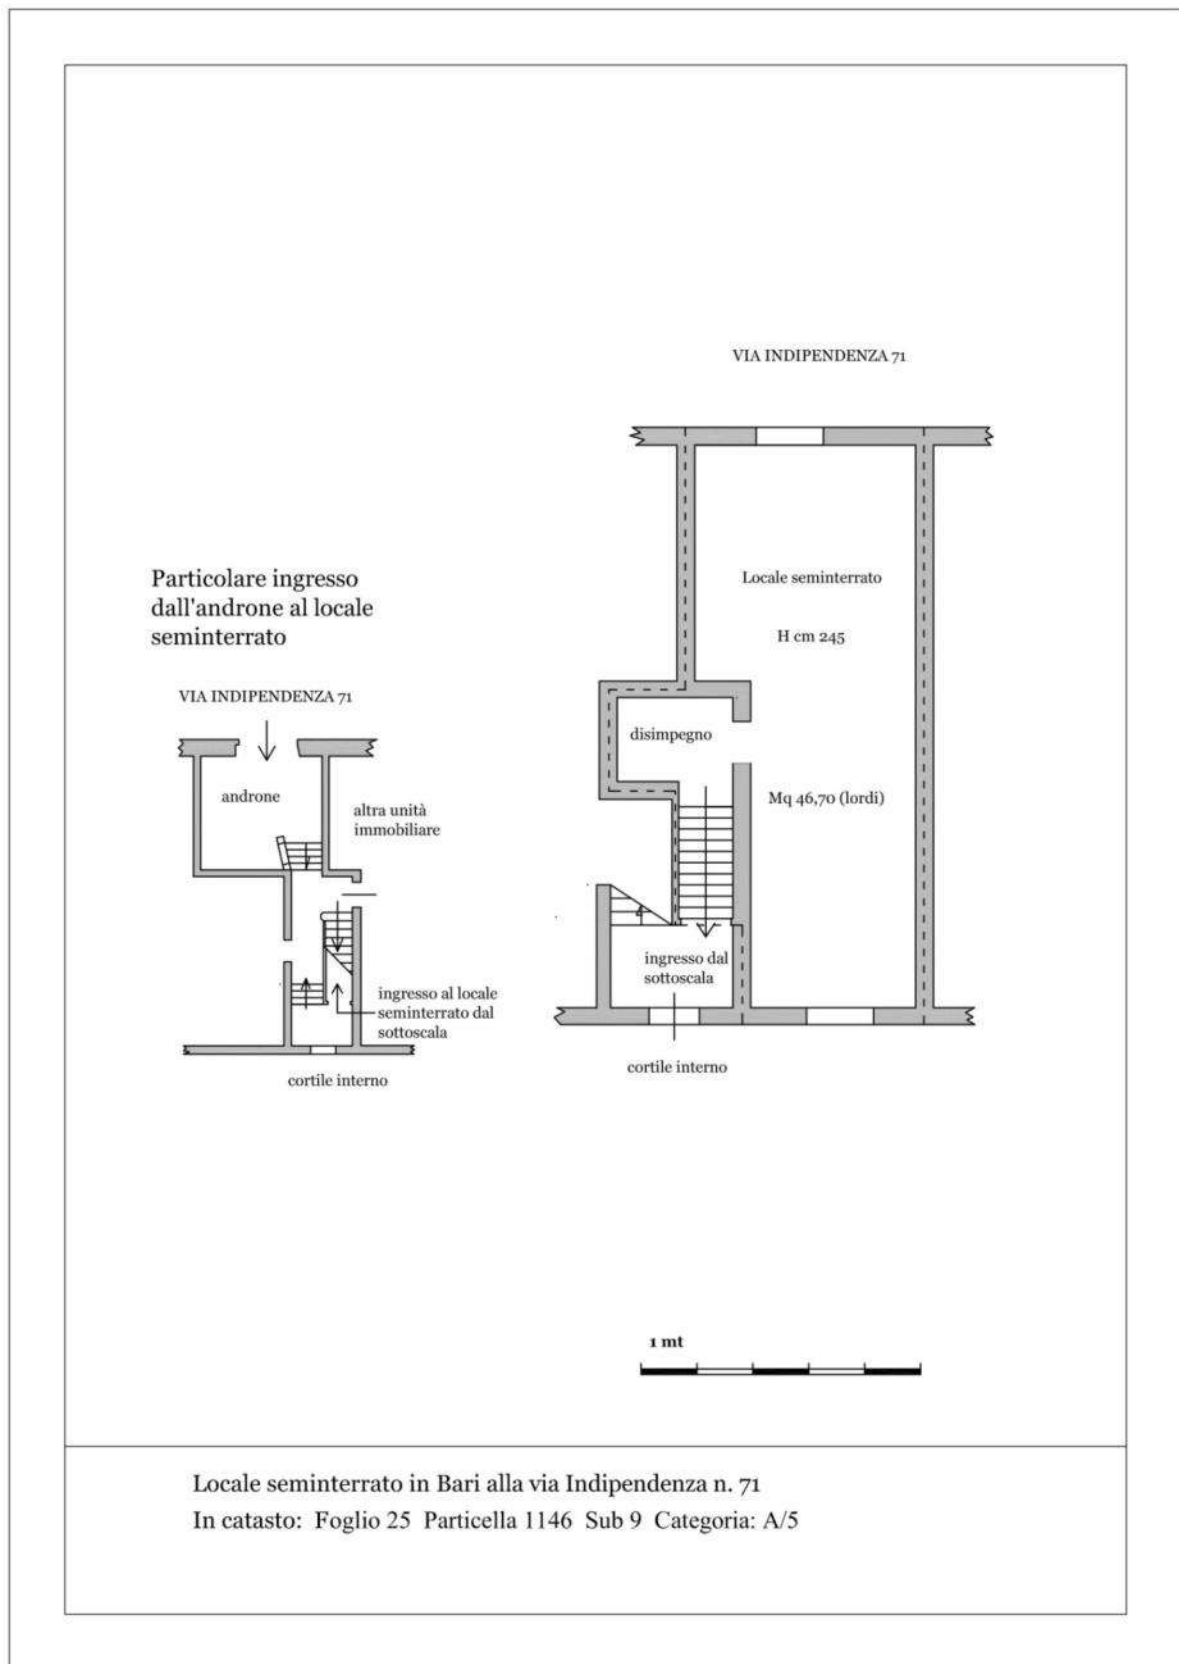 VIA INDIPENDENZA 71
Locale seminterrato
H cm 245
disimpegno
Mq 46,70 (lordi)
ingresso dal
sottoscala
cortile interno
Particolare ingresso
dall'androne al locale
seminterrato
VIA INDIPENDENZA 71
androne
altra unità
immobiliare
ingresso al locale
seminterrato dal
sottoscala
cortile interno
1 mt
Locale seminterrato in Bari alla via Indipendenza n. 71
In catasto: Foglio 25 Particella 1146 Sub 9 Categoria: A/5